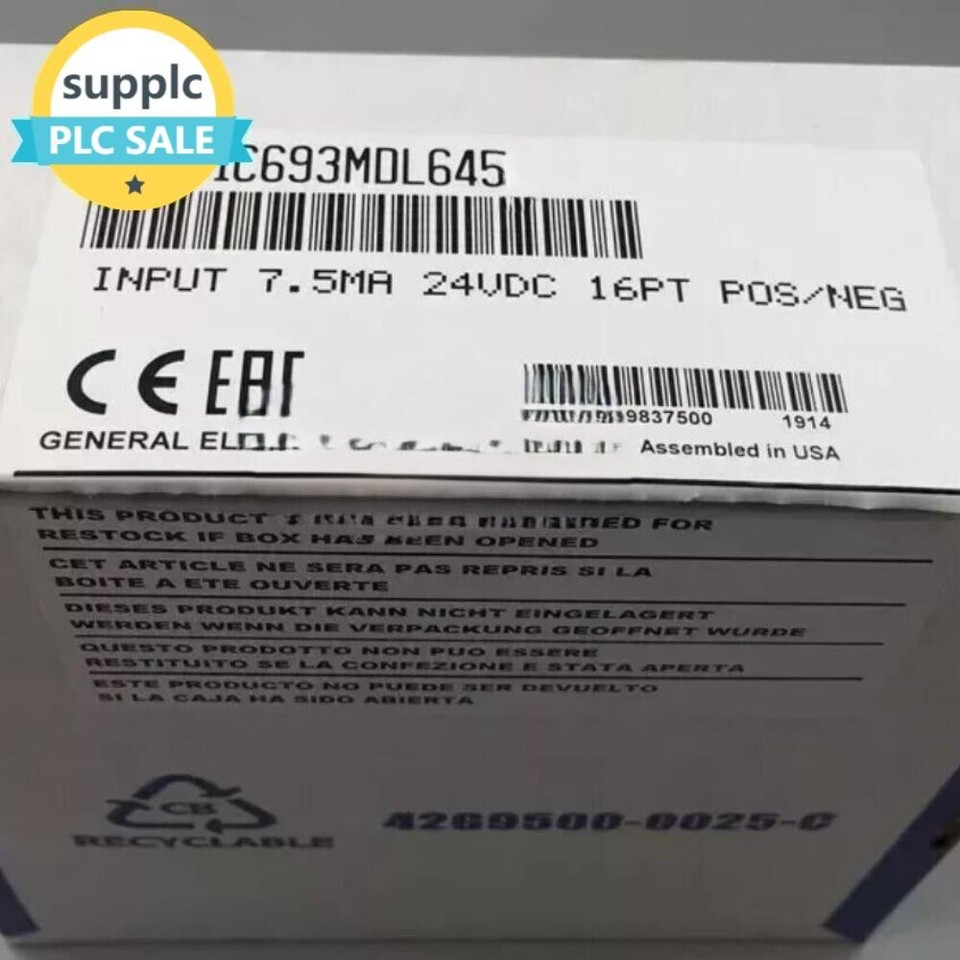 supplc
PLC SALE
IC693MDL645
INPUT 7.5MA 24VDC 16PT POS/NEG
CE EAC
9837500 1914
GENERAL Assembled in USA
THIS PRODUCT FOR
RESTOCK IF BOX HAS BEEN OPENED
CET ARTICLE NE SERA PAS REPRIS SI LA
BOITE A ETE OUVERTE
DIESES PRODUKT KANN NICHT EINGELAGERT
WERDEN WENN DIE VERPACKUNG GEOFFNET WURDE
QUESTO PRODOTTO NON PUO ESSERE
RESTITUITO SE LA CONFEZIONE E STATA APERTA
ESTE PRODUCTO NO PUEDE SER DEVUELTO
SI LA CAJA HA SIDO ABIERTA
CB
RECYCLABLE
42G9500-0025-C